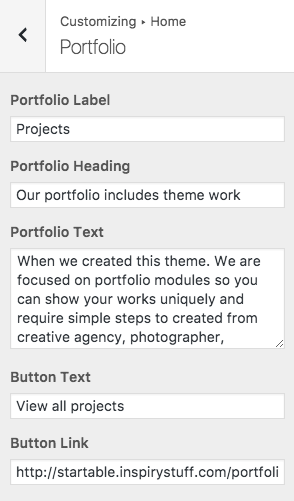 Customizing ▸ Home
Portfolio
Portfolio Label
Projects
Portfolio Heading
Our portfolio includes theme work
Portfolio Text
When we created this theme. We are
focused on portfolio modules so you
can show your works uniquely and
require simple steps to created from
creative agency, photographer,
Button Text
View all projects
Button Link
http://startable.inspirystuff.com/portfoli